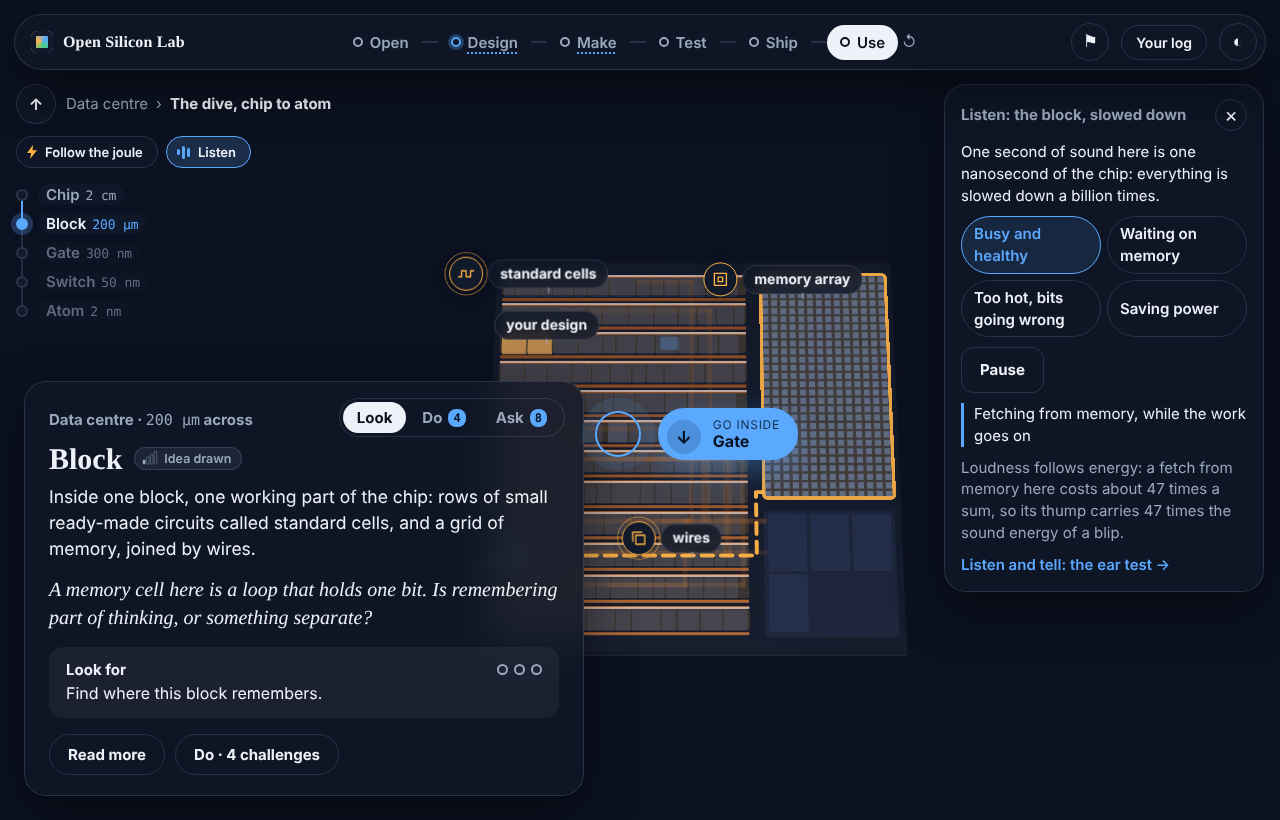 Open Silicon Lab
Open
Design
Make
Test
Ship
Use
Your log
Data centre › The dive, chip to atom
Follow the joule
Listen
Chip 2 cm
Block 200 µm
Gate 300 nm
Switch 50 nm
Atom 2 nm
standard cells
memory array
your design
GO INSIDE
Gate
wires
Data centre · 200 µm across
Look
Do 4
Ask 8
Block
Idea drawn
Inside one block, one working part of the chip: rows of small
ready-made circuits called standard cells, and a grid of
memory, joined by wires.
A memory cell here is a loop that holds one bit. Is remembering
part of thinking, or something separate?
Look for
Find where this block remembers.
Read more
Do · 4 challenges
Listen: the block, slowed down
One second of sound here is one
nanosecond of the chip: everything is
slowed down a billion times.
Busy and
healthy
Waiting on
memory
Too hot, bits
going wrong
Saving power
Pause
Fetching from memory, while the work
goes on
Loudness follows energy: a fetch from
memory here costs about 47 times a
sum, so its thump carries 47 times the
sound energy of a blip.
Listen and tell: the ear test →